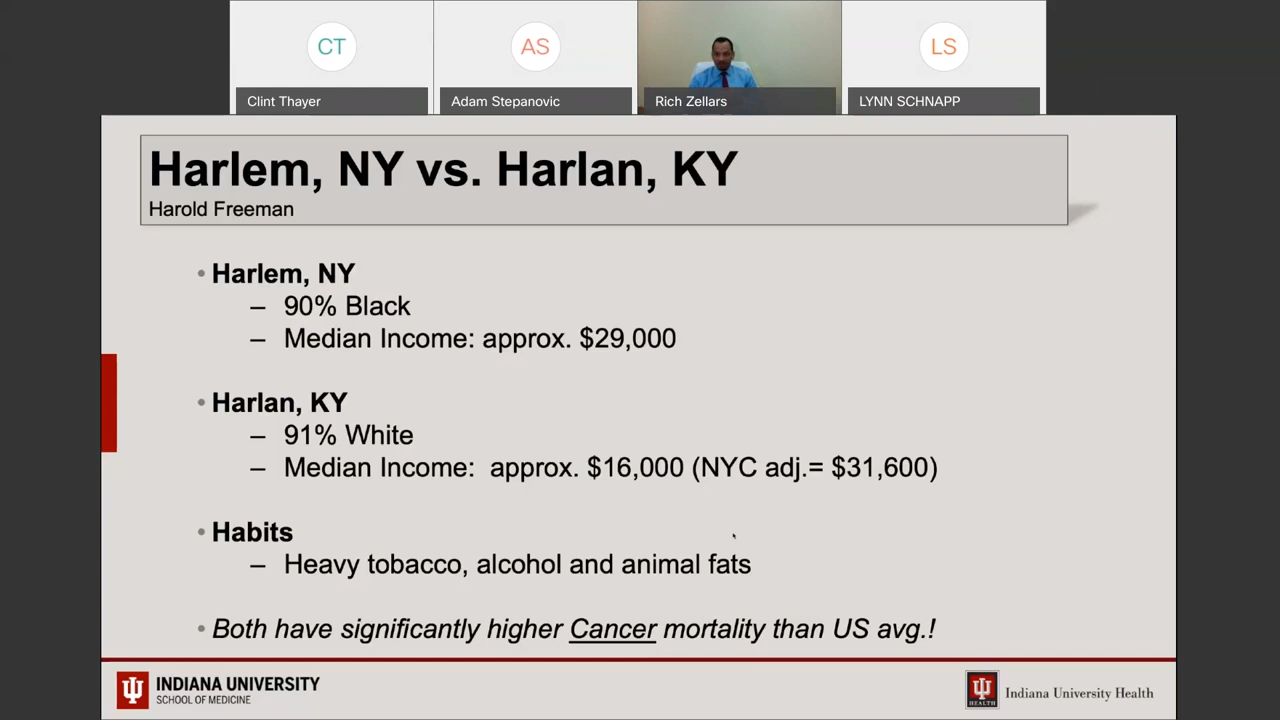 CT
AS
LS
Clint Thayer
Adam Stepanovic
Rich Zellars
LYNN SCHNAPP
Harlem, NY vs. Harlan, KY
Harold Freeman
• Harlem, NY
– 90% Black
– Median Income: approx. $29,000
• Harlan, KY
– 91% White
– Median Income: approx. $16,000 (NYC adj.= $31,600)
• Habits
– Heavy tobacco, alcohol and animal fats
• Both have significantly higher Cancer mortality than US avg.!
INDIANA UNIVERSITY
SCHOOL OF MEDICINE
HEALTH
Indiana University Health